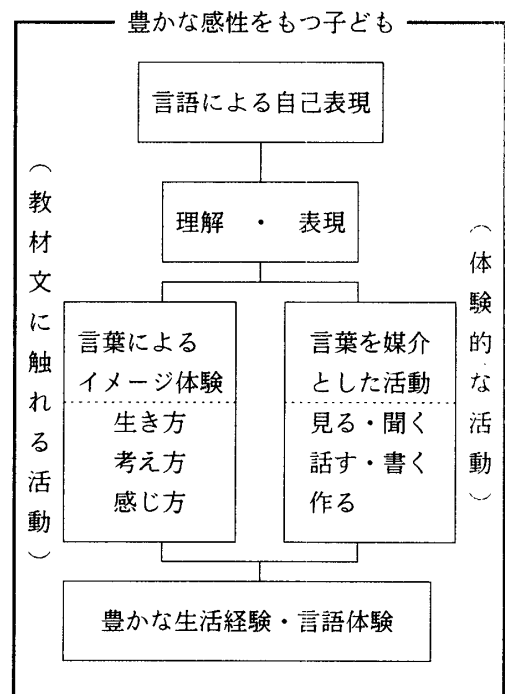 豊かな感性をもつ子ども
言語による自己表現
理解 ・ 表現
（教材文に触れる活動）
言葉による
イメージ体験
生き方
考え方
感じ方
言葉を媒介
とした活動
見る・聞く
話す・書く
作る
（体験的な活動）
豊かな生活経験・言語体験